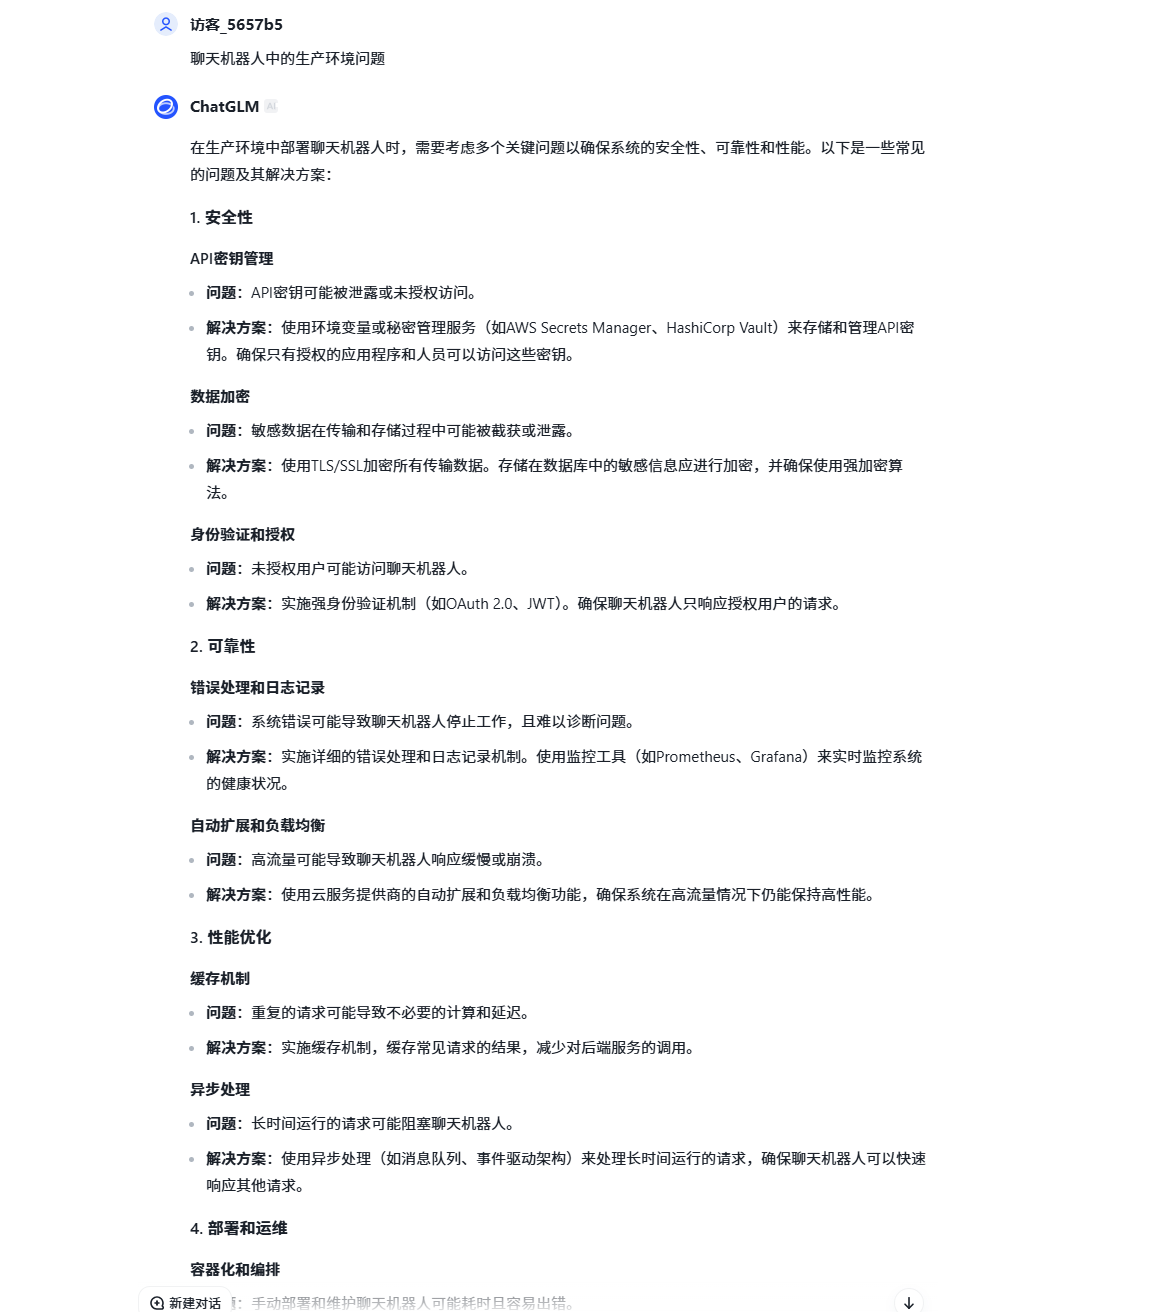 访客_5657b5
聊天机器人中的生产环境问题
ChatGLM AI
在生产环境中部署聊天机器人时，需要考虑多个关键问题以确保系统的安全性、可靠性和性能。以下是一些常见
的问题及其解决方案：
1. 安全性
API密钥管理
问题：API密钥可能被泄露或未授权访问。
解决方案：使用环境变量或秘密管理服务（如AWS Secrets Manager、HashiCorp Vault）来存储和管理API密
钥。确保只有授权的应用程序和人员可以访问这些密钥。
数据加密
问题：敏感数据在传输和存储过程中可能被截获或泄露。
解决方案：使用TLS/SSL加密所有传输数据。存储在数据库中的敏感信息应进行加密，并确保使用强加密算
法。
身份验证和授权
问题：未授权用户可能访问聊天机器人。
解决方案：实施强身份验证机制（如OAuth 2.0、JWT）。确保聊天机器人只响应授权用户的请求。
2. 可靠性
错误处理和日志记录
问题：系统错误可能导致聊天机器人停止工作，且难以诊断问题。
解决方案：实施详细的错误处理和日志记录机制。使用监控工具（如Prometheus、Grafana）来实时监控系统
的健康状况。
自动扩展和负载均衡
问题：高流量可能导致聊天机器人响应缓慢或崩溃。
解决方案：使用云服务提供商的自动扩展和负载均衡功能，确保系统在高流量情况下仍能保持高性能。
3. 性能优化
缓存机制
问题：重复的请求可能导致不必要的计算和延迟。
解决方案：实施缓存机制，缓存常见请求的结果，减少对后端服务的调用。
异步处理
问题：长时间运行的请求可能阻塞聊天机器人。
解决方案：使用异步处理（如消息队列、事件驱动架构）来处理长时间运行的请求，确保聊天机器人可以快速
响应其他请求。
4. 部署和运维
容器化和编排
新建对话
：手动部署和维护聊天机器人可能耗时且容易出错。